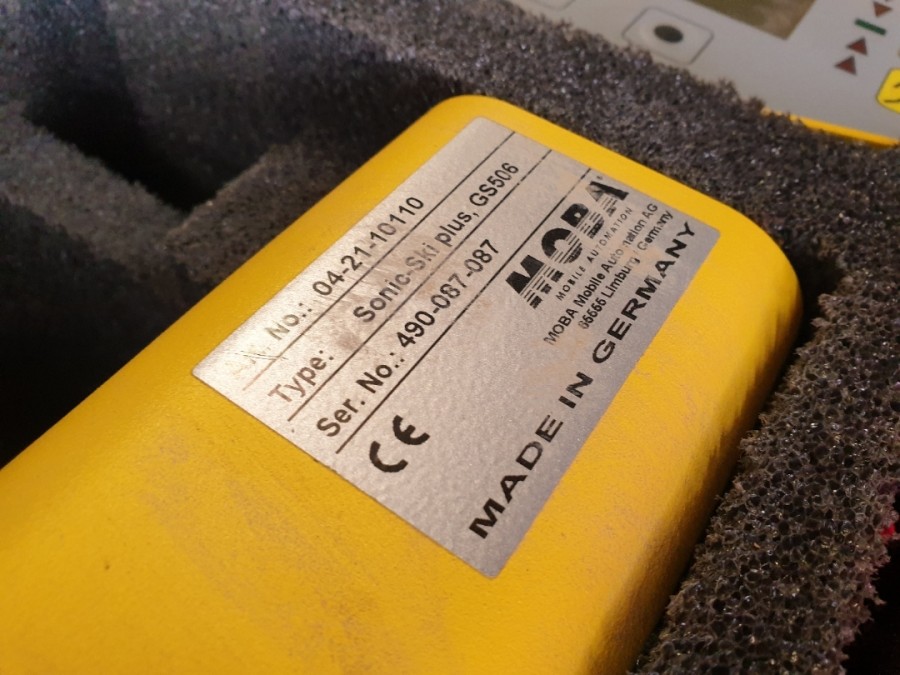 No.: 04-21-10110
Type: Sonic-Ski plus, GS506
Ser. No.: 490-087-087
CE
MOBA
MOBILE AUTOMATION
MOBA Mobile Automation AG
Limburg Germany
MADE IN GERMANY